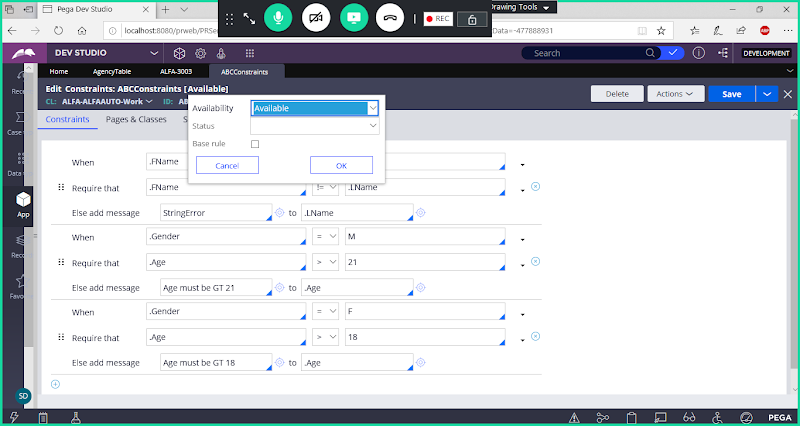 Pega Dev Studio
Drawing Tools
REC
localhost:8080/prweb/PRSer
Data=-477888931
DEV STUDIO
Search
DEVELOPMENT
Home
AgencyTable
ALFA-3003
ABCConstraints
Edit Constraints: ABCConstraints [Available]
CL: ALFA-ALFAAUTO-Work
ID: AB
Delete
Actions
Save
Availability
Available
Status
Base rule
Cancel
OK
Constraints
Pages & Classes
S
Case
Data
App
Reco
Favo
When
.FName
Require that
.FName
!=
.LName
Else add message
StringError
to
.LName
When
.Gender
=
M
Require that
.Age
>
21
Else add message
Age must be GT 21
to
.Age
When
.Gender
=
F
Require that
.Age
>
18
Else add message
Age must be GT 18
to
.Age
SD
PEGA